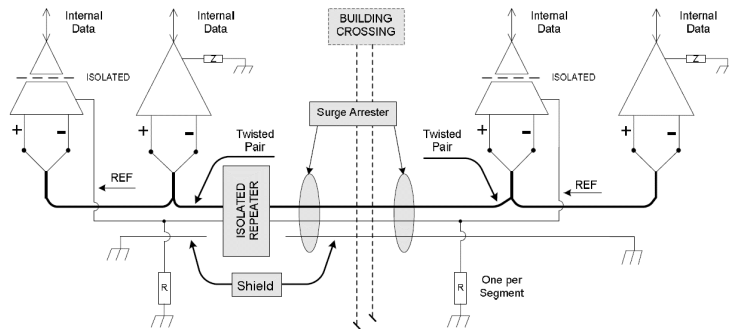 Internal
Data
Internal
Data
BUILDING
CROSSING
Internal
Data
Internal
Data
Z
ISOLATED
Z
ISOLATED
Surge Arrester
+
-
+
-
+
-
+
-
Twisted
Pair
Twisted
Pair
REF
REF
ISOLATED
REPEATER
Shield
R
R
One per
Segment